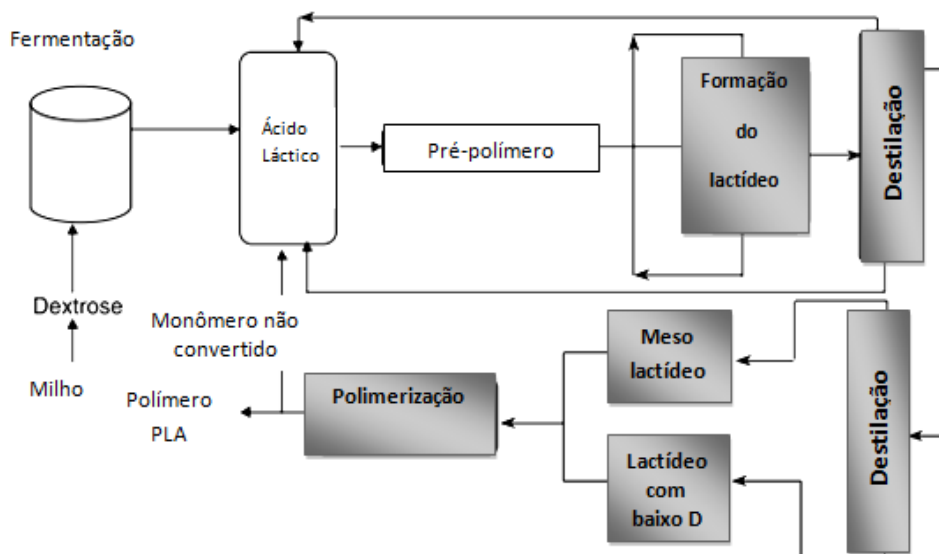 Fermentação
Ácido
Láctico
Pré-polímero
Formação
do
lactídeo
Destilação
Dextrose
Milho
Monômero não
convertido
Polímero
PLA
Polimerização
Meso
lactídeo
Lactídeo
com
baixo D
Destilação